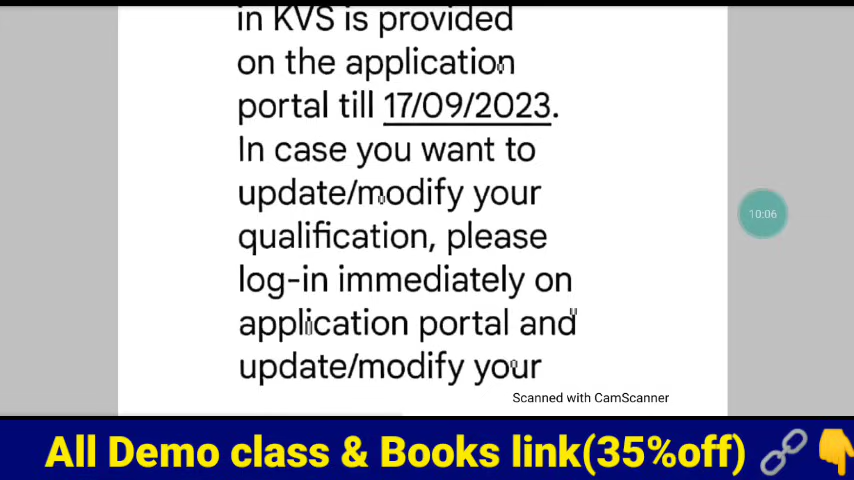 in KVS is provided
on the application
portal till 17/09/2023.
In case you want to
update/modify your
qualification, please
log-in immediately on
application portal and
update/modify your
Scanned with CamScanner
10:06
All Demo class & Books link(35%off) 🔗👇